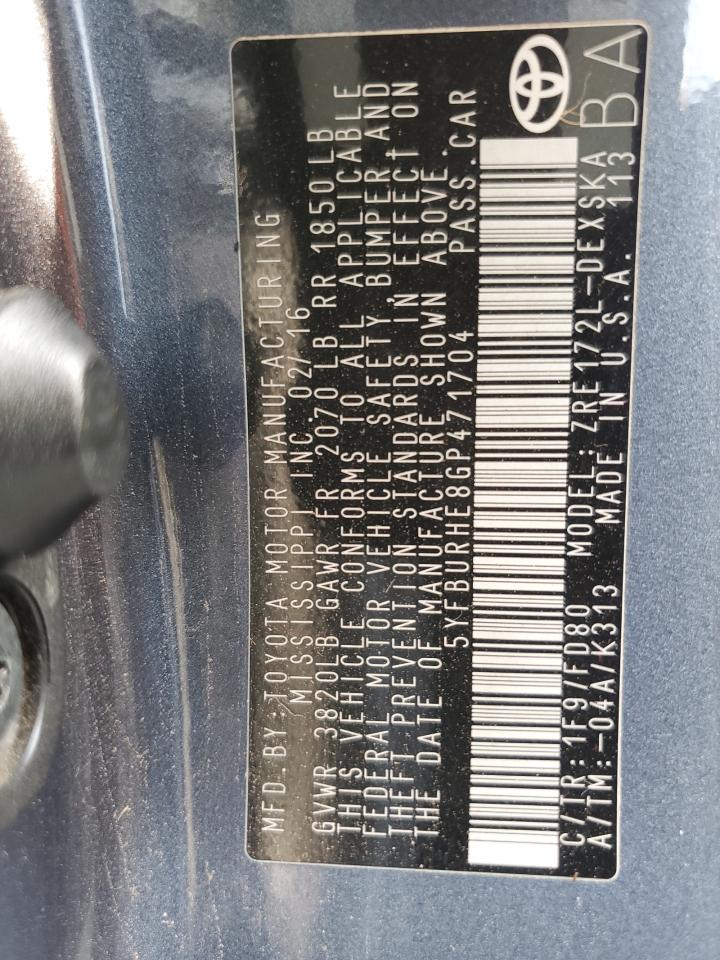 MFD.BY:TOYOTA MOTOR MANUFACTURING
MISSISSIPPI INC.02/16
GVWR 3820LB GAWR FR 2070 LB RR 1850LB
THIS VEHICLE CONFORMS TO ALL APPLICABLE
FEDERAL MOTOR VEHICLE SAFETY, BUMPER AND
THEFT PREVENTION STANDARDS IN EFFECT ON
THE DATE OF MANUFACTURE SHOWN ABOVE.
5YFBURHE8GP471704 PASS.CAR
C/TR:1F9/FD80 MODEL:ZRE172L-DEXSKA
A/TM:-04A/K313 MADE IN U.S.A. 113
BA